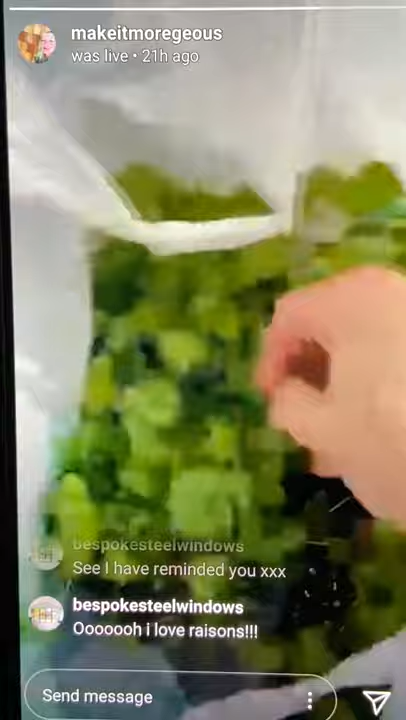 makeitmoregeous
was live • 21h ago
bespokesteelwindows
See I have reminded you xxx
bespokesteelwindows
Ooooooh i love raisons!!!
Send message